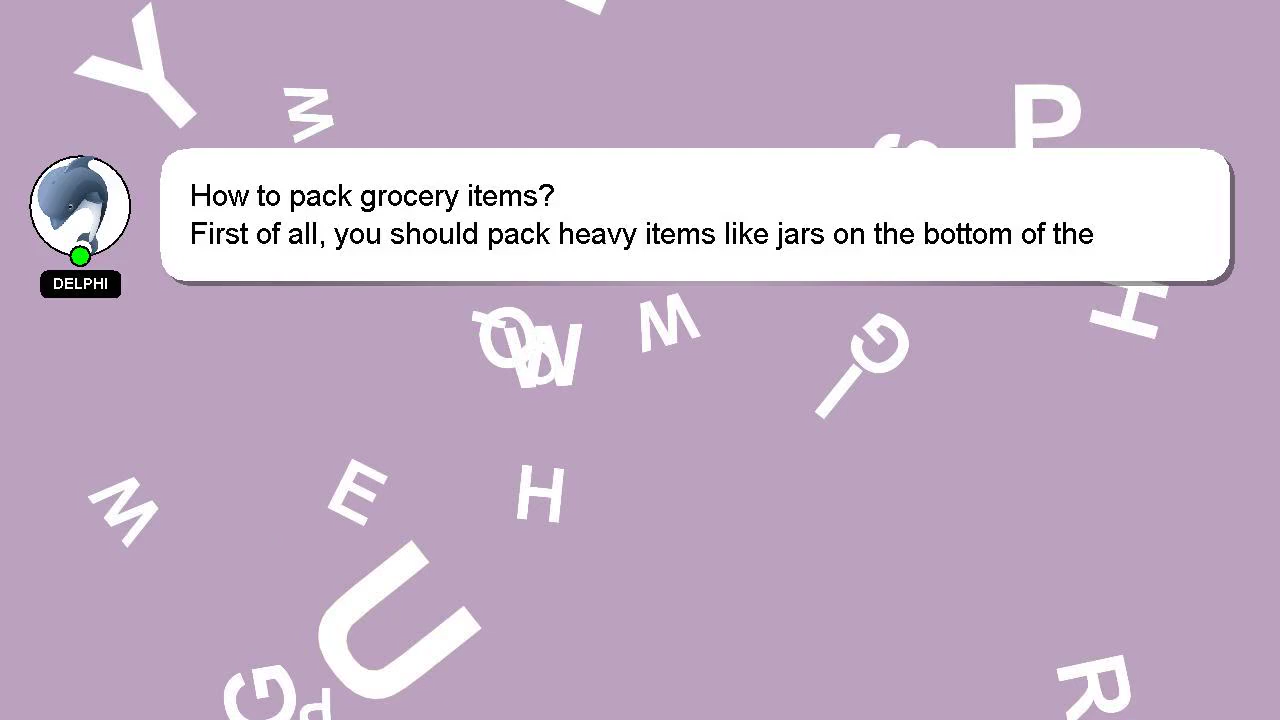 Y
W
P
S
How to pack grocery items?
First of all, you should pack heavy items like jars on the bottom of the
DELPHI
H
Q
W
W
G
I
E
H
W
U
G
R